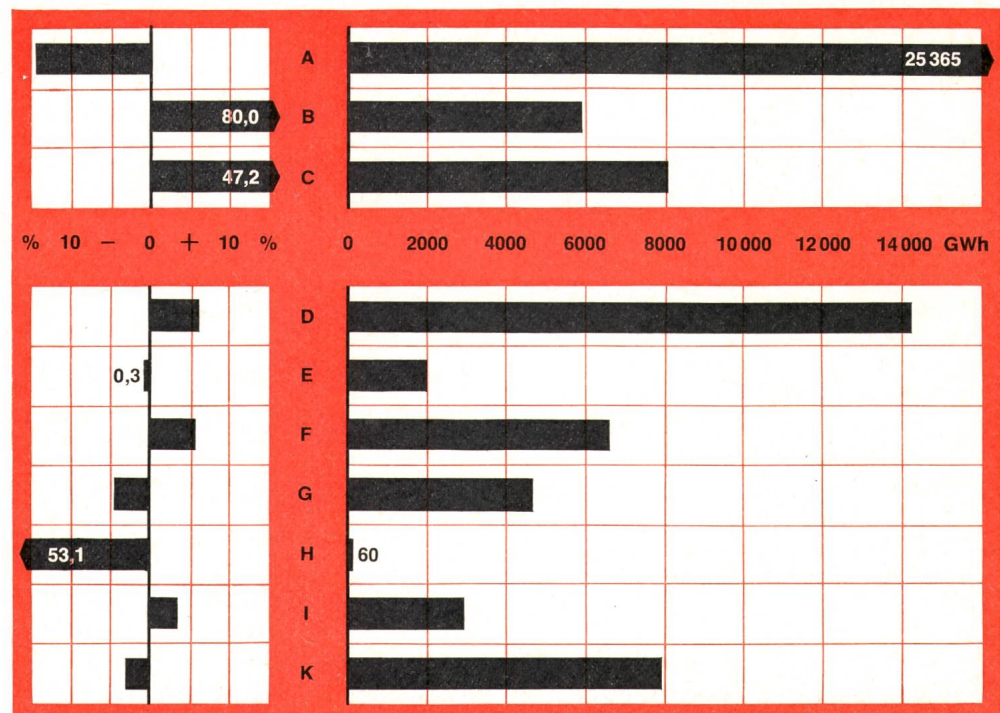 A 25 365
80,0 B
47,2 C
% 10 − 0 + 10 % 0 2000 4000 6000 8000 10 000 12 000 14 000 GWh
D
0,3 E
F
G
53,1 H 60
I
K